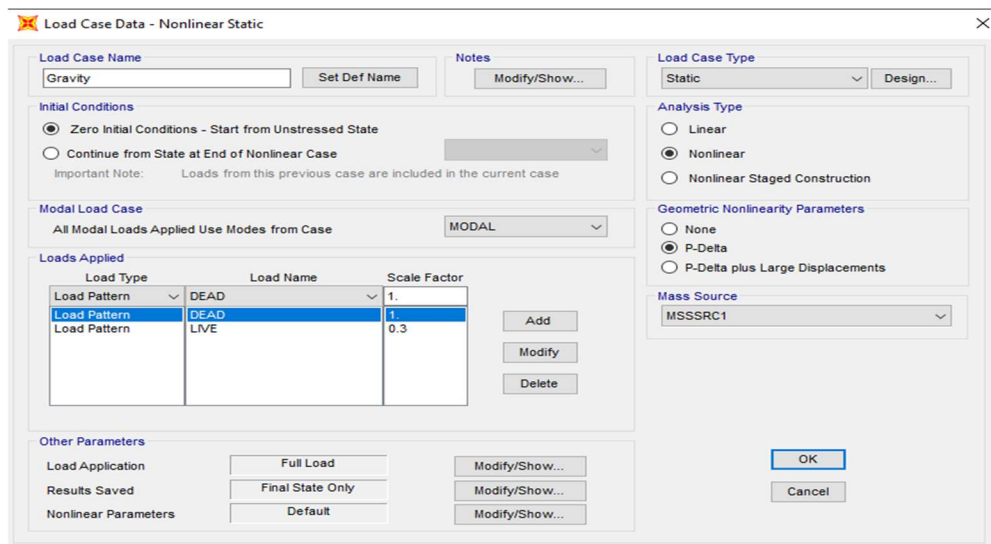 Load Case Data - Nonlinear Static
Load Case Name
Gravity
Set Def Name
Notes
Modify/Show...
Load Case Type
Static
Design...
Initial Conditions
Zero Initial Conditions - Start from Unstressed State
Continue from State at End of Nonlinear Case
Important Note: Loads from this previous case are included in the current case
Analysis Type
Linear
Nonlinear
Nonlinear Staged Construction
Modal Load Case
All Modal Loads Applied Use Modes from Case
MODAL
Geometric Nonlinearity Parameters
None
P-Delta
P-Delta plus Large Displacements
Loads Applied
Load Type Load Name Scale Factor
Load Pattern DEAD 1.
Load Pattern DEAD 1.
Load Pattern LIVE 0.3
Add
Modify
Delete
Mass Source
MSSSRC1
Other Parameters
Load Application Full Load Modify/Show...
Results Saved Final State Only Modify/Show...
Nonlinear Parameters Default Modify/Show...
OK
Cancel